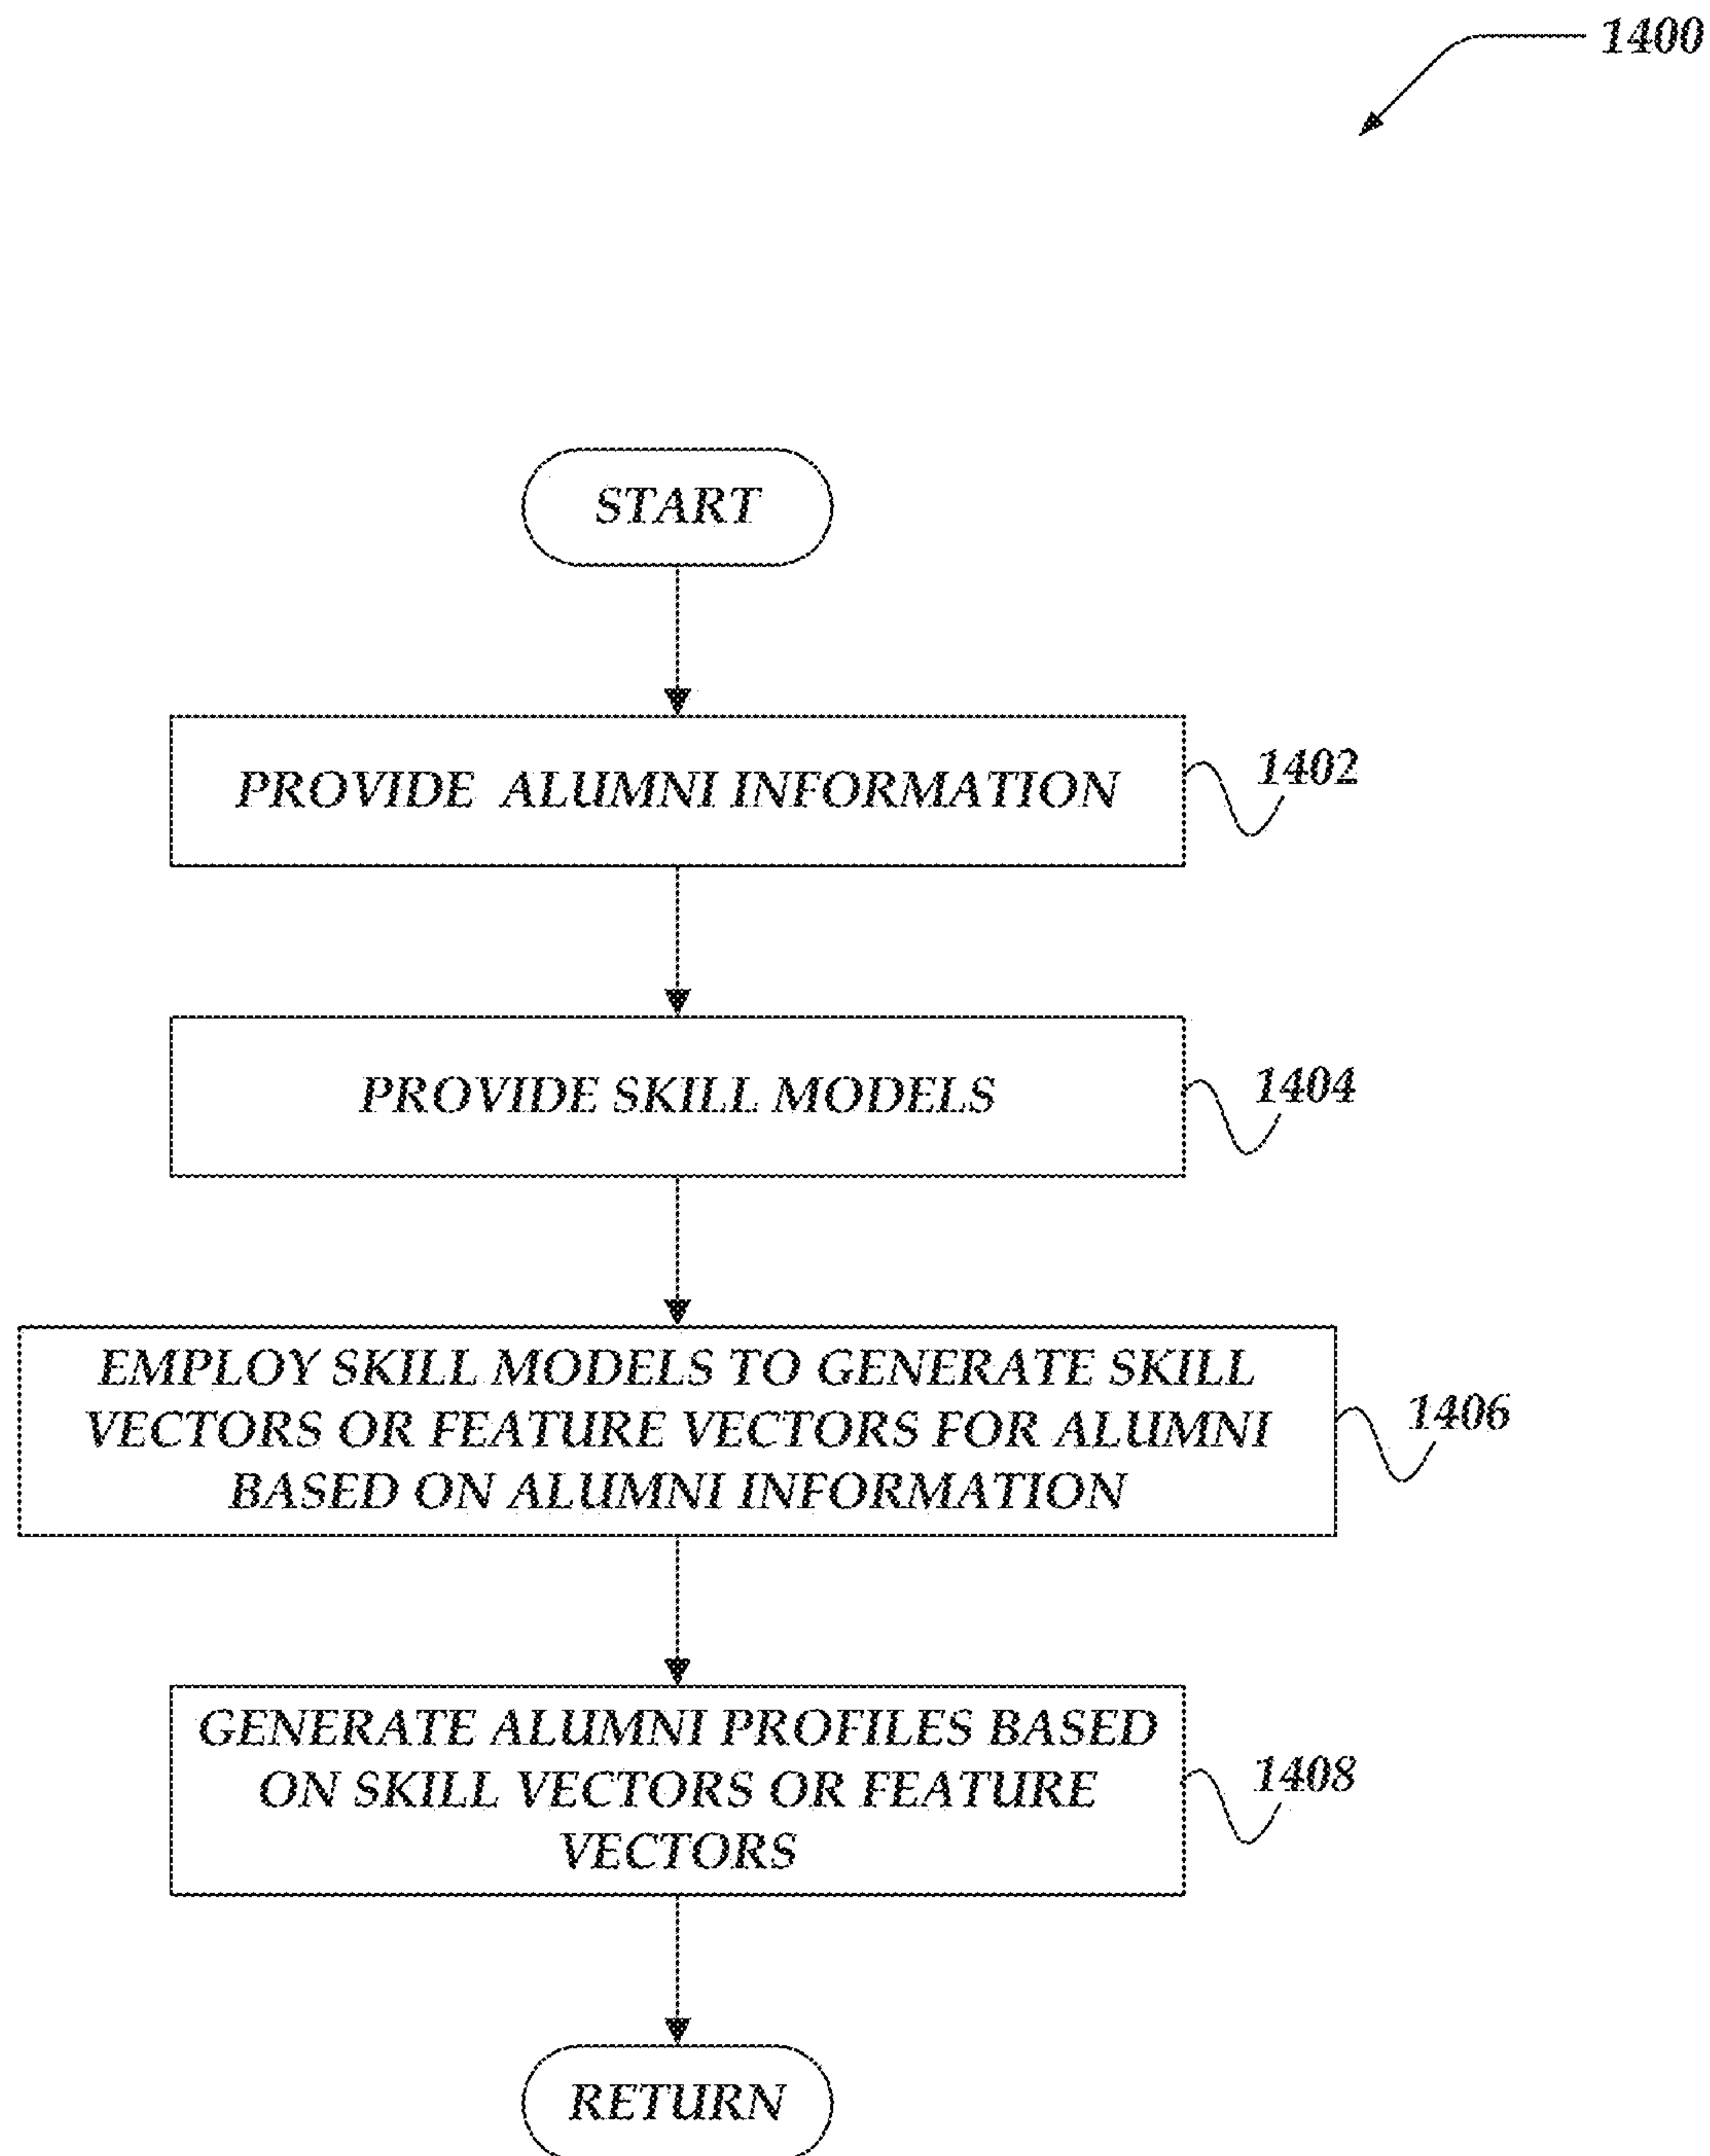 1400
START
PROVIDE ALUMNI INFORMATION
1402
PROVIDE SKILL MODELS
1404
EMPLOY SKILL MODELS TO GENERATE SKILL
VECTORS OR FEATURE VECTORS FOR ALUMNI
BASED ON ALUMNI INFORMATION
1406
GENERATE ALUMNI PROFILES BASED
ON SKILL VECTORS OR FEATURE
VECTORS
1408
RETURN